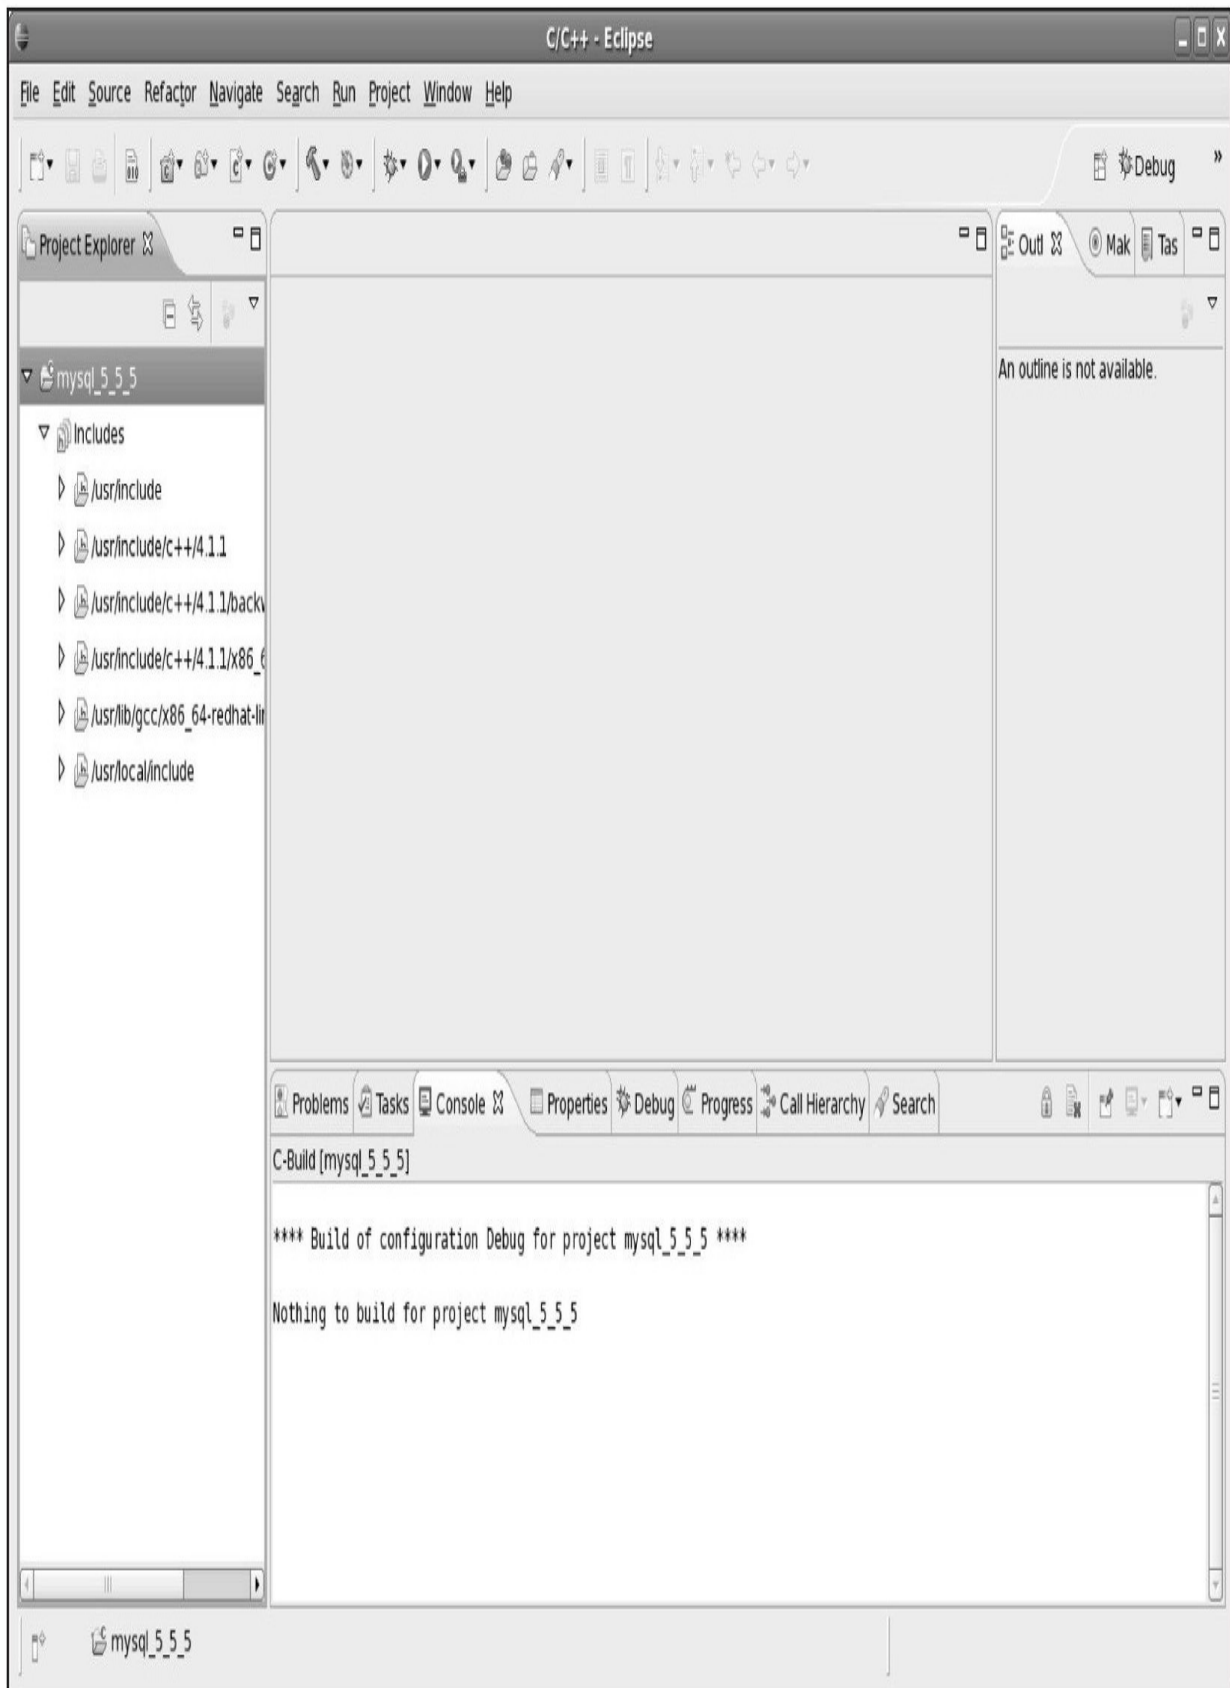 C/C++ - Eclipse
File Edit Source Refactor Navigate Search Run Project Window Help
Debug
»
Project Explorer
Outl
Mak
Tas
mysql_5_5_5
Includes
/usr/include
/usr/include/c++/4.1.1
/usr/include/c++/4.1.1/backw
/usr/include/c++/4.1.1/x86_6
/usr/lib/gcc/x86_64-redhat-lin
/usr/local/include
An outline is not available.
Problems Tasks Console Properties Debug Progress Call Hierarchy Search
C-Build [mysql_5_5_5]
**** Build of configuration Debug for project mysql_5_5_5 ****
Nothing to build for project mysql_5_5_5
mysql_5_5_5